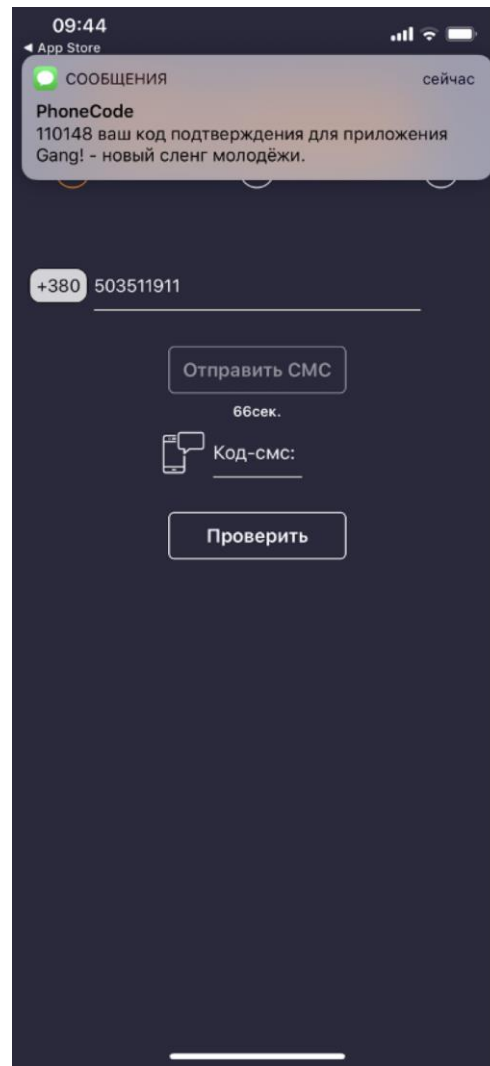 09:44
◀ App Store
СООБЩЕНИЯ
сейчас
PhoneCode
110148 ваш код подтверждения для приложения
Gang! - новый сленг молодёжи.
+380 503511911
Отправить СМС
66сек.
Код-смс:
Проверить